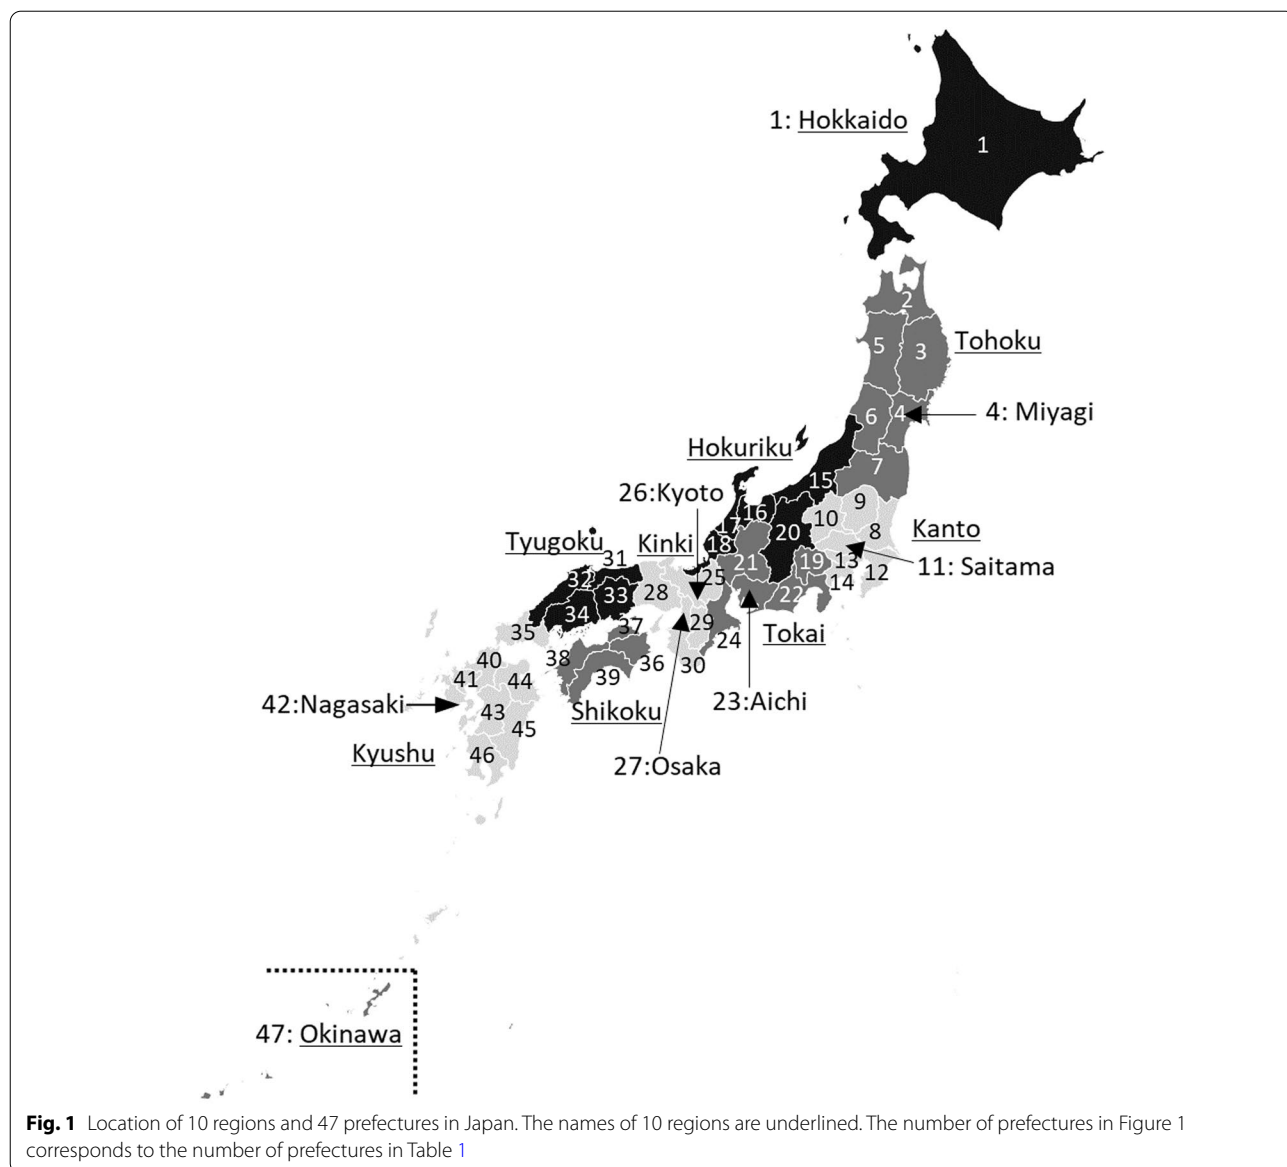 1: Hokkaido
1
2
5
3
Tohoku
6
4
4: Miyagi
Hokuriku
7
15
26:Kyoto
9
16
10
17
20
8
Kanto
18
Tyugoku
Kinki
31
21
19
13
11: Saitama
32
25
12
28
14
33
22
34
29
37
35
24
Tokai
38
40
36
30
41
44
39
23:Aichi
42:Nagasaki
43
Shikoku
45
Kyushu
46
27:Osaka
47: Okinawa
Fig. 1 Location of 10 regions and 47 prefectures in Japan. The names of 10 regions are underlined. The number of prefectures in Figure 1
corresponds to the number of prefectures in Table 1